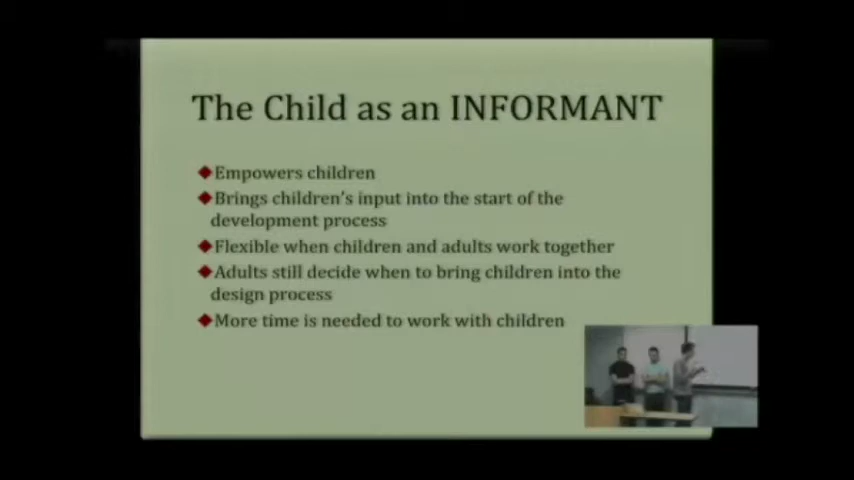 The Child as an INFORMANT
◆Empowers children
◆Brings children's input into the start of the
development process
◆Flexible when children and adults work together
◆Adults still decide when to bring children into the
design process
◆More time is needed to work with children